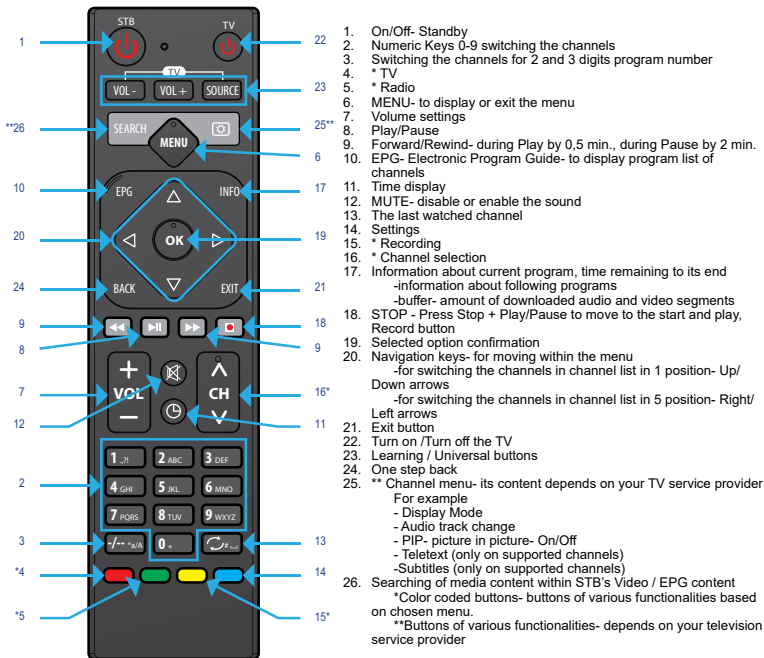 STB
TV
1
22
TV
VOL -
VOL +
SOURCE
23
**26
SEARCH
25**
MENU
6
10
EPG
INFO
17
20
OK
19
24
BACK
EXIT
21
9
18
8
9
7
VOL
CH
16*
12
11
1 .,?!
2 ABC
3 DEF
2
4 GHI
5 JKL
6 MNO
7 PQRS
8 TUV
9 WXYZ
3
-/-- *a/A
0 +
#
13
*4
14
*5
15*
1. On/Off- Standby
2. Numeric Keys 0-9 switching the channels
3. Switching the channels for 2 and 3 digits program number
4. * TV
5. * Radio
6. MENU- to display or exit the menu
7. Volume settings
8. Play/Pause
9. Forward/Rewind- during Play by 0,5 min., during Pause by 2 min.
10. EPG- Electronic Program Guide- to display program list of
channels
11. Time display
12. MUTE- disable or enable the sound
13. The last watched channel
14. Settings
15. * Recording
16. * Channel selection
17. Information about current program, time remaining to its end
-information about following programs
-buffer- amount of downloaded audio and video segments
18. STOP - Press Stop + Play/Pause to move to the start and play,
Record button
19. Selected option confirmation
20. Navigation keys- for moving within the menu
-for switching the channels in channel list in 1 position- Up/
Down arrows
-for switching the channels in channel list in 5 position- Right/
Left arrows
21. Exit button
22. Turn on /Turn off the TV
23. Learning / Universal buttons
24. One step back
25. ** Channel menu- its content depends on your TV service provider
For example
- Display Mode
- Audio track change
- PIP- picture in picture- On/Off
- Teletext (only on supported channels)
-Subtitles (only on supported channels)
26. Searching of media content within STB's Video / EPG content
*Color coded buttons- buttons of various functionalities based
on chosen menu.
**Buttons of various functionalities- depends on your television
service provider